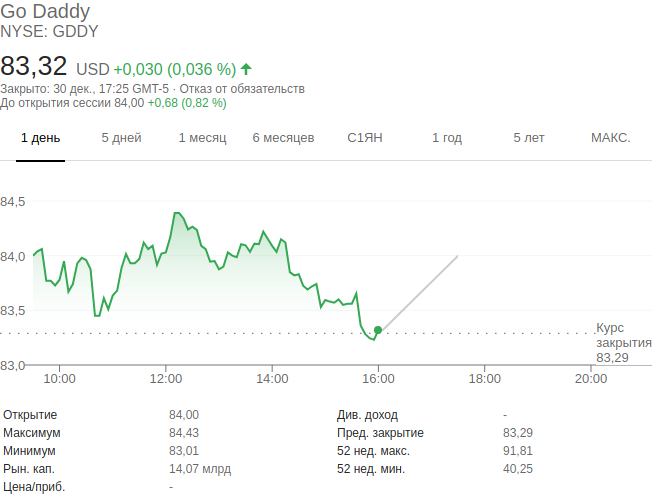 Go Daddy
NYSE: GDDY
83,32 USD +0,030 (0,036 %)
Закрыто: 30 дек., 17:25 GMT-5 · Отказ от обязательств
До открытия сессии 84,00 +0,68 (0,82 %)
1 день 5 дней 1 месяц 6 месяцев С1ЯН 1 год 5 лет МАКС.
84,5
84,0
83,5
83,0
Курс
закрытия
83,29
10:00 12:00 14:00 16:00 18:00 20:00
Открытие 84,00 Див. доход -
Максимум 84,43 Пред. закрытие 83,29
Минимум 83,01 52 нед. макс. 91,81
Рын. кап. 14,07 млрд 52 нед. мин. 40,25
Цена/приб. -